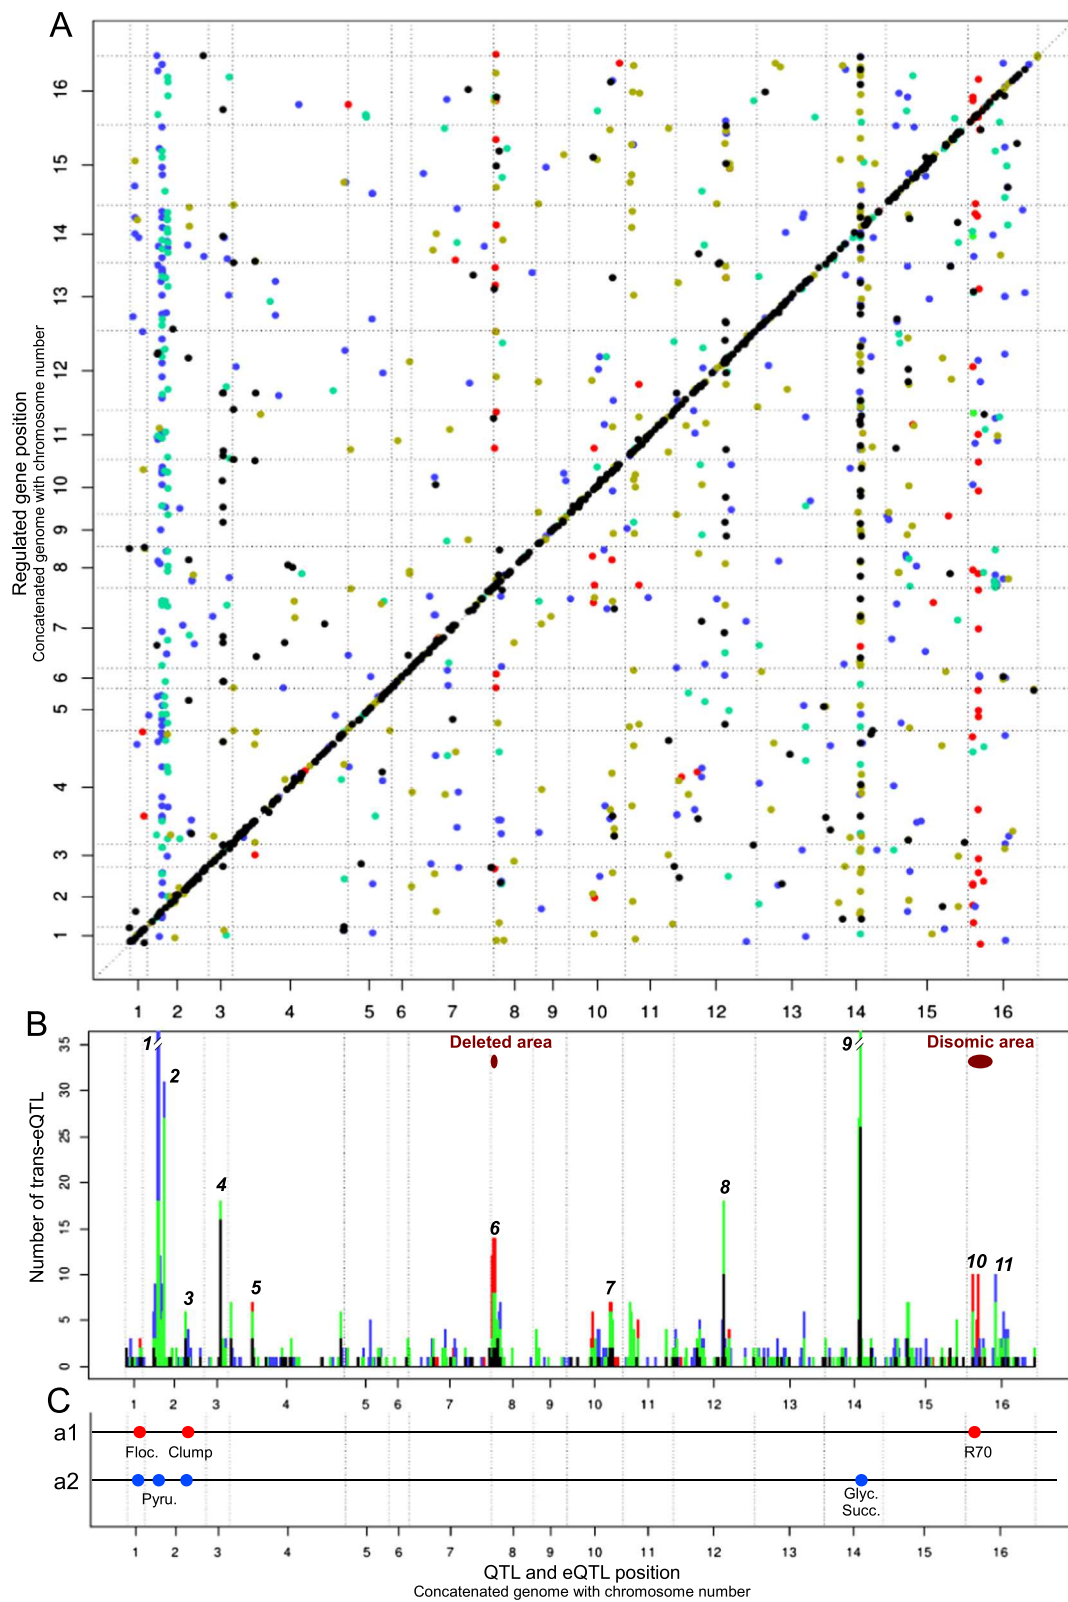 A
Regulated gene position
Concatenated genome with chromosome number
16
15
14
13
12
11
10
9
8
7
6
5
4
3
2
1
1 2 3 4 5 6 7 8 9 10 11 12 13 14 15 16
B
Number of trans-eQTL
35
30
25
20
15
10
5
0
Deleted area
Disomic area
1
2
3
4
5
6
7
8
9
10
11
1 2 3 4 5 6 7 8 9 10 11 12 13 14 15 16
C
a1
Floc. Clump R70
a2
Pyru. Glyc.
Succ.
1 2 3 4 5 6 7 8 9 10 11 12 13 14 15 16
QTL and eQTL position
Concatenated genome with chromosome number